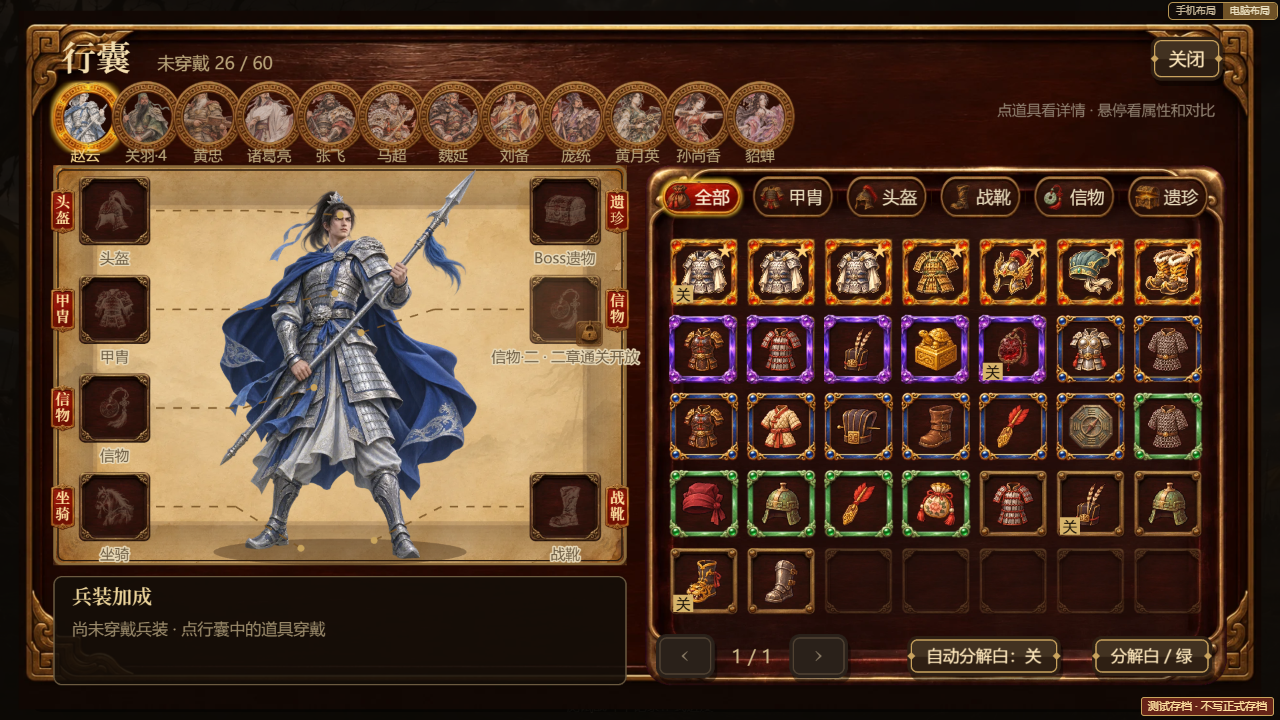 手机布局 电脑布局
行囊 未穿戴 26 / 60
关闭
点道具看详情 · 悬停看属性和对比
赵云 关羽·4 黄忠 诸葛亮 张飞 马超 魏延 刘备 庞统 黄月英 孙尚香 貂蝉
头盔
头盔
甲胄
甲胄
信物
信物
坐骑
坐骑
遗珍
Boss遗物
信物
信物·二 · 二章通关开放
战靴
战靴
全部 甲胄 头盔 战靴 信物 遗珍
关
关
关
关
兵装加成
尚未穿戴兵装 · 点行囊中的道具穿戴
‹ 1 / 1 ›
自动分解白：关
分解白 / 绿
测试存档 · 不写正式存档